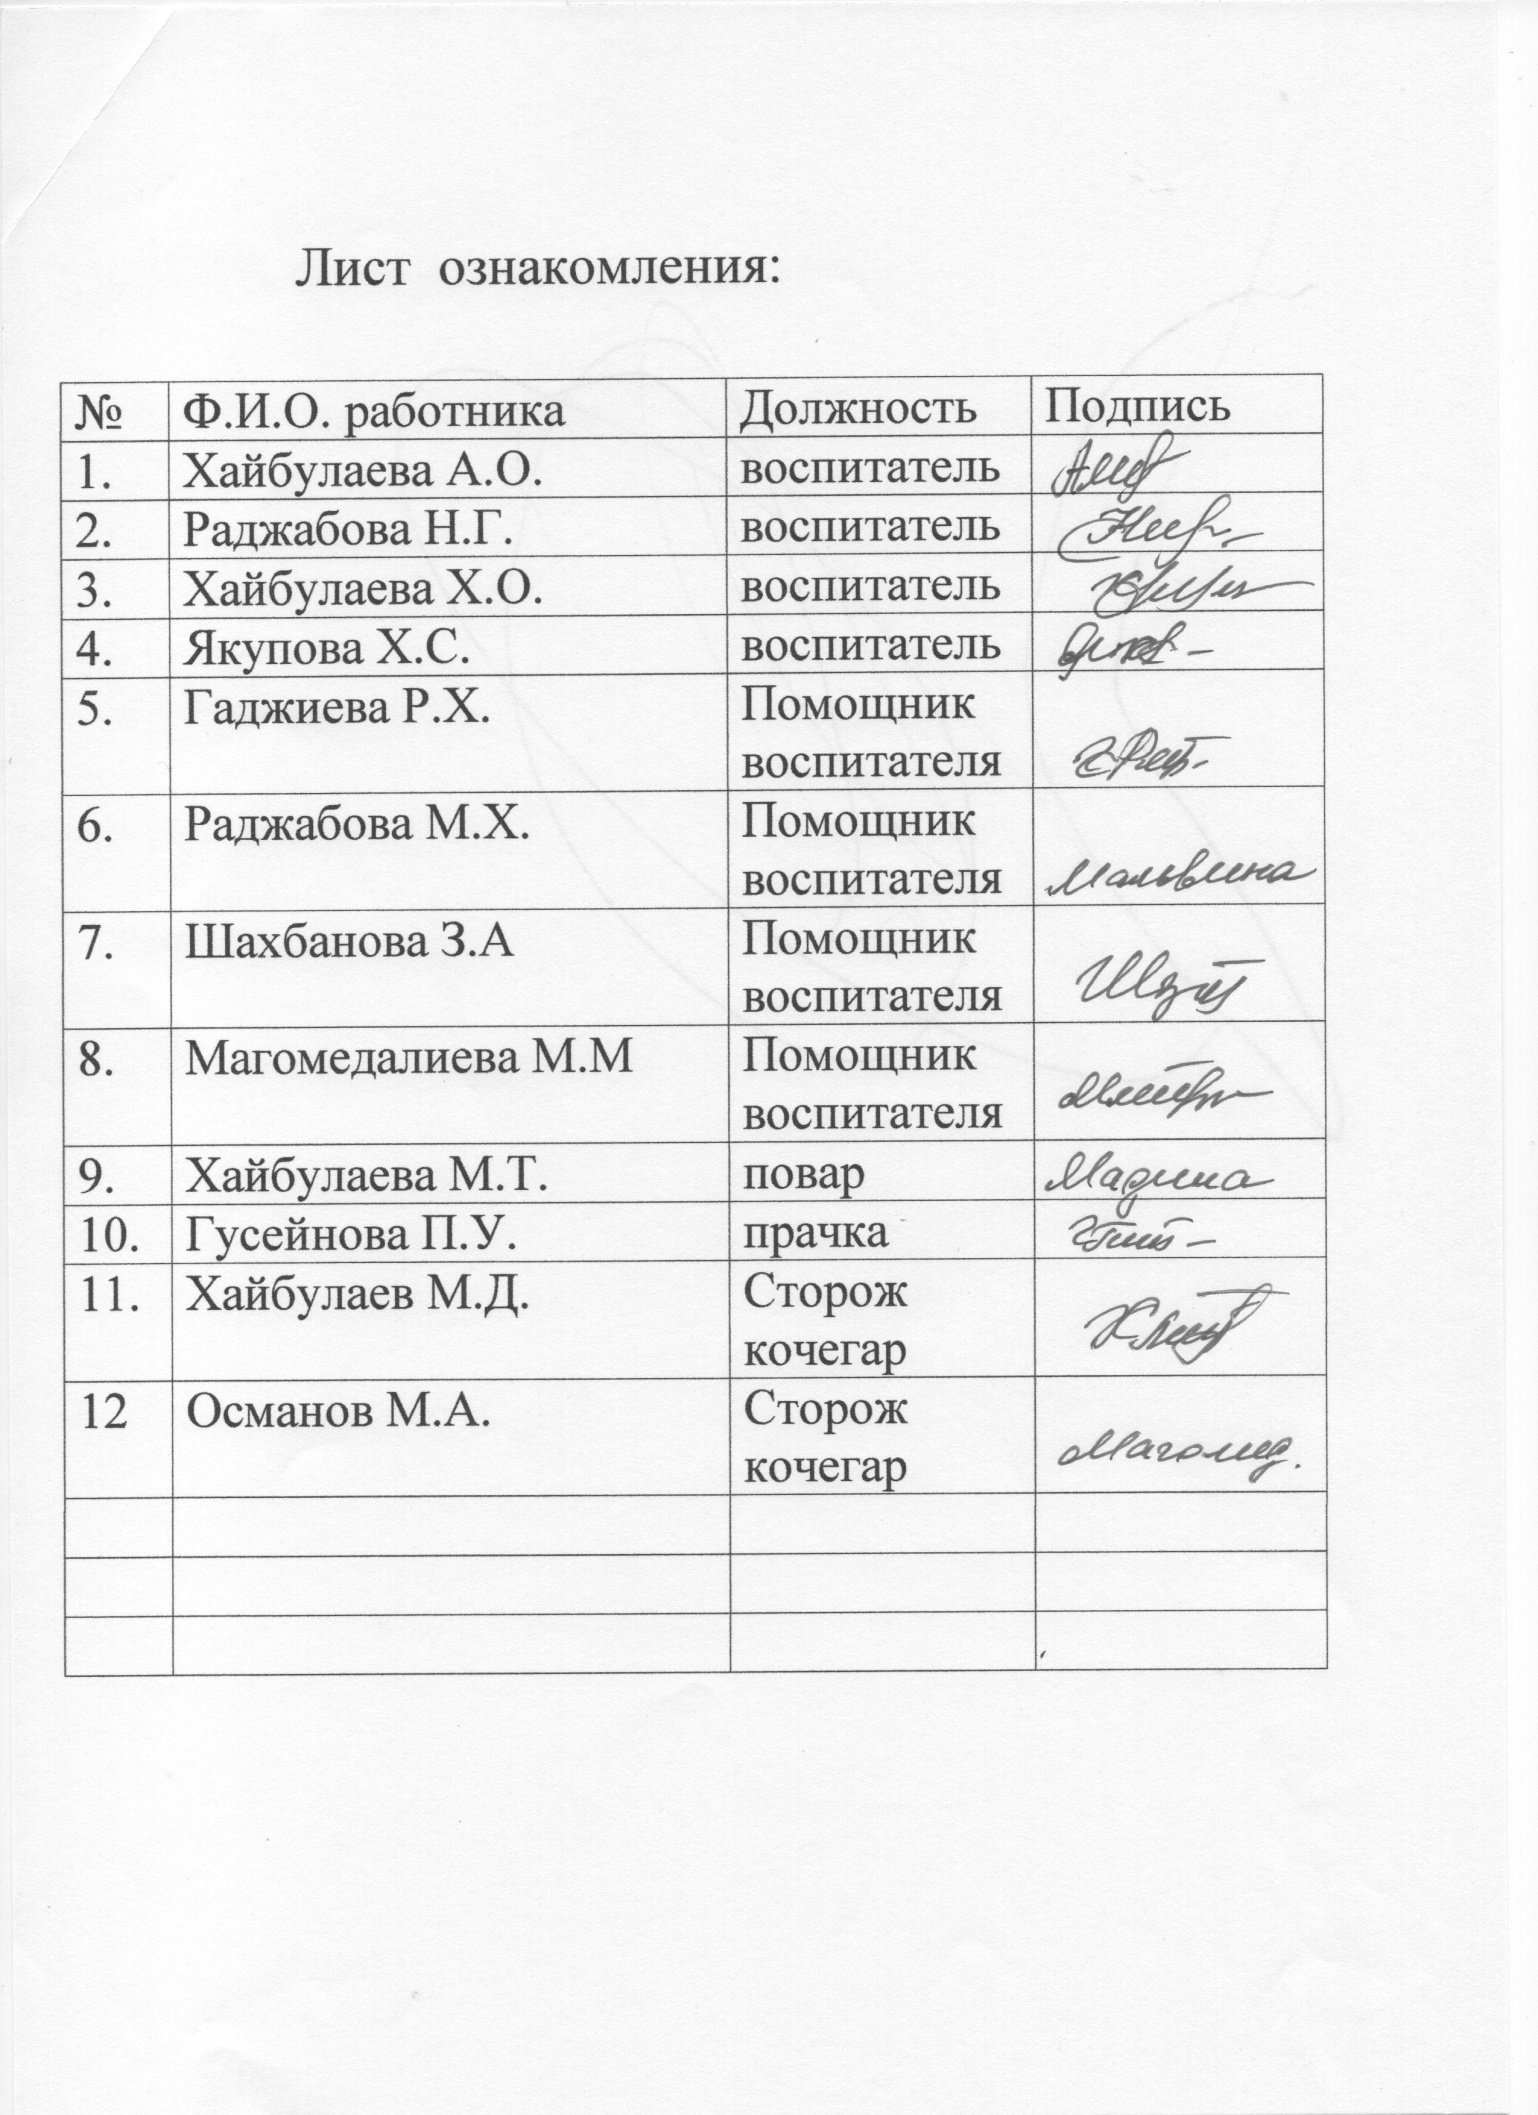 Лист ознакомления:
№ Ф.И.О. работника Должность Подпись
1. Хайбулаева А.О. воспитатель
2. Раджабова Н.Г. воспитатель
3. Хайбулаева Х.О. воспитатель
4. Якупова Х.С. воспитатель
5. Гаджиева Р.Х. Помощник
воспитателя
6. Раджабова М.Х. Помощник
воспитателя Мальвина
7. Шахбанова З.А Помощник
воспитателя
8. Магомедалиева М.М Помощник
воспитателя
9. Хайбулаева М.Т. повар Мадина
10. Гусейнова П.У. прачка
11. Хайбулаев М.Д. Сторож
кочегар
12 Османов М.А. Сторож
кочегар Магомед.